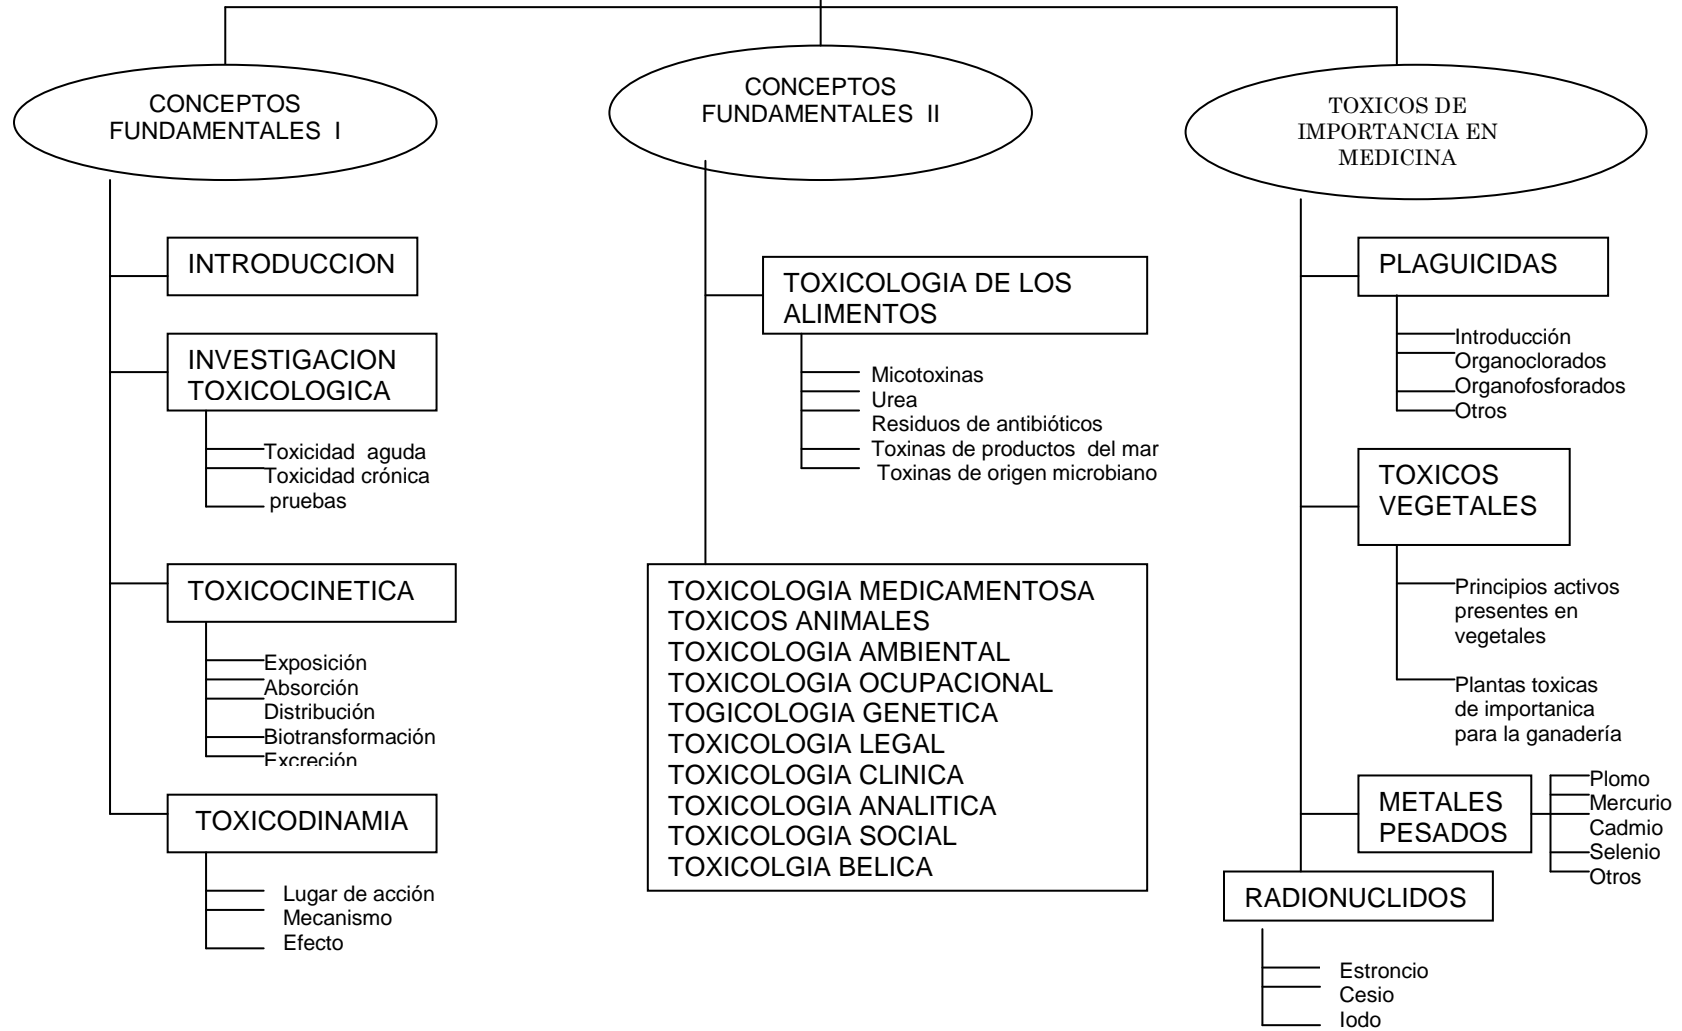 CONCEPTOS
FUNDAMENTALES I
INTRODUCCION
INVESTIGACION
TOXICOLOGICA
Toxicidad aguda
Toxicidad crónica
pruebas
TOXICOCINETICA
Exposición
Absorción
Distribución
Biotransformación
Excreción
TOXICODINAMIA
Lugar de acción
Mecanismo
Efecto
CONCEPTOS
FUNDAMENTALES II
TOXICOLOGIA DE LOS
ALIMENTOS
Micotoxinas
Urea
Residuos de antibióticos
Toxinas de productos del mar
Toxinas de origen microbiano
TOXICOLOGIA MEDICAMENTOSA
TOXICOS ANIMALES
TOXICOLOGIA AMBIENTAL
TOXICOLOGIA OCUPACIONAL
TOGICOLOGIA GENETICA
TOXICOLOGIA LEGAL
TOXICOLOGIA CLINICA
TOXICOLOGIA ANALITICA
TOXICOLOGIA SOCIAL
TOXICOLGIA BELICA
TOXICOS DE
IMPORTANCIA EN
MEDICINA
PLAGUICIDAS
Introducción
Organoclorados
Organofosforados
Otros
TOXICOS
VEGETALES
Principios activos
presentes en
vegetales
Plantas toxicas
de importanica
para la ganadería
METALES
PESADOS
Plomo
Mercurio
Cadmio
Selenio
Otros
RADIONUCLIDOS
Estroncio
Cesio
Iodo